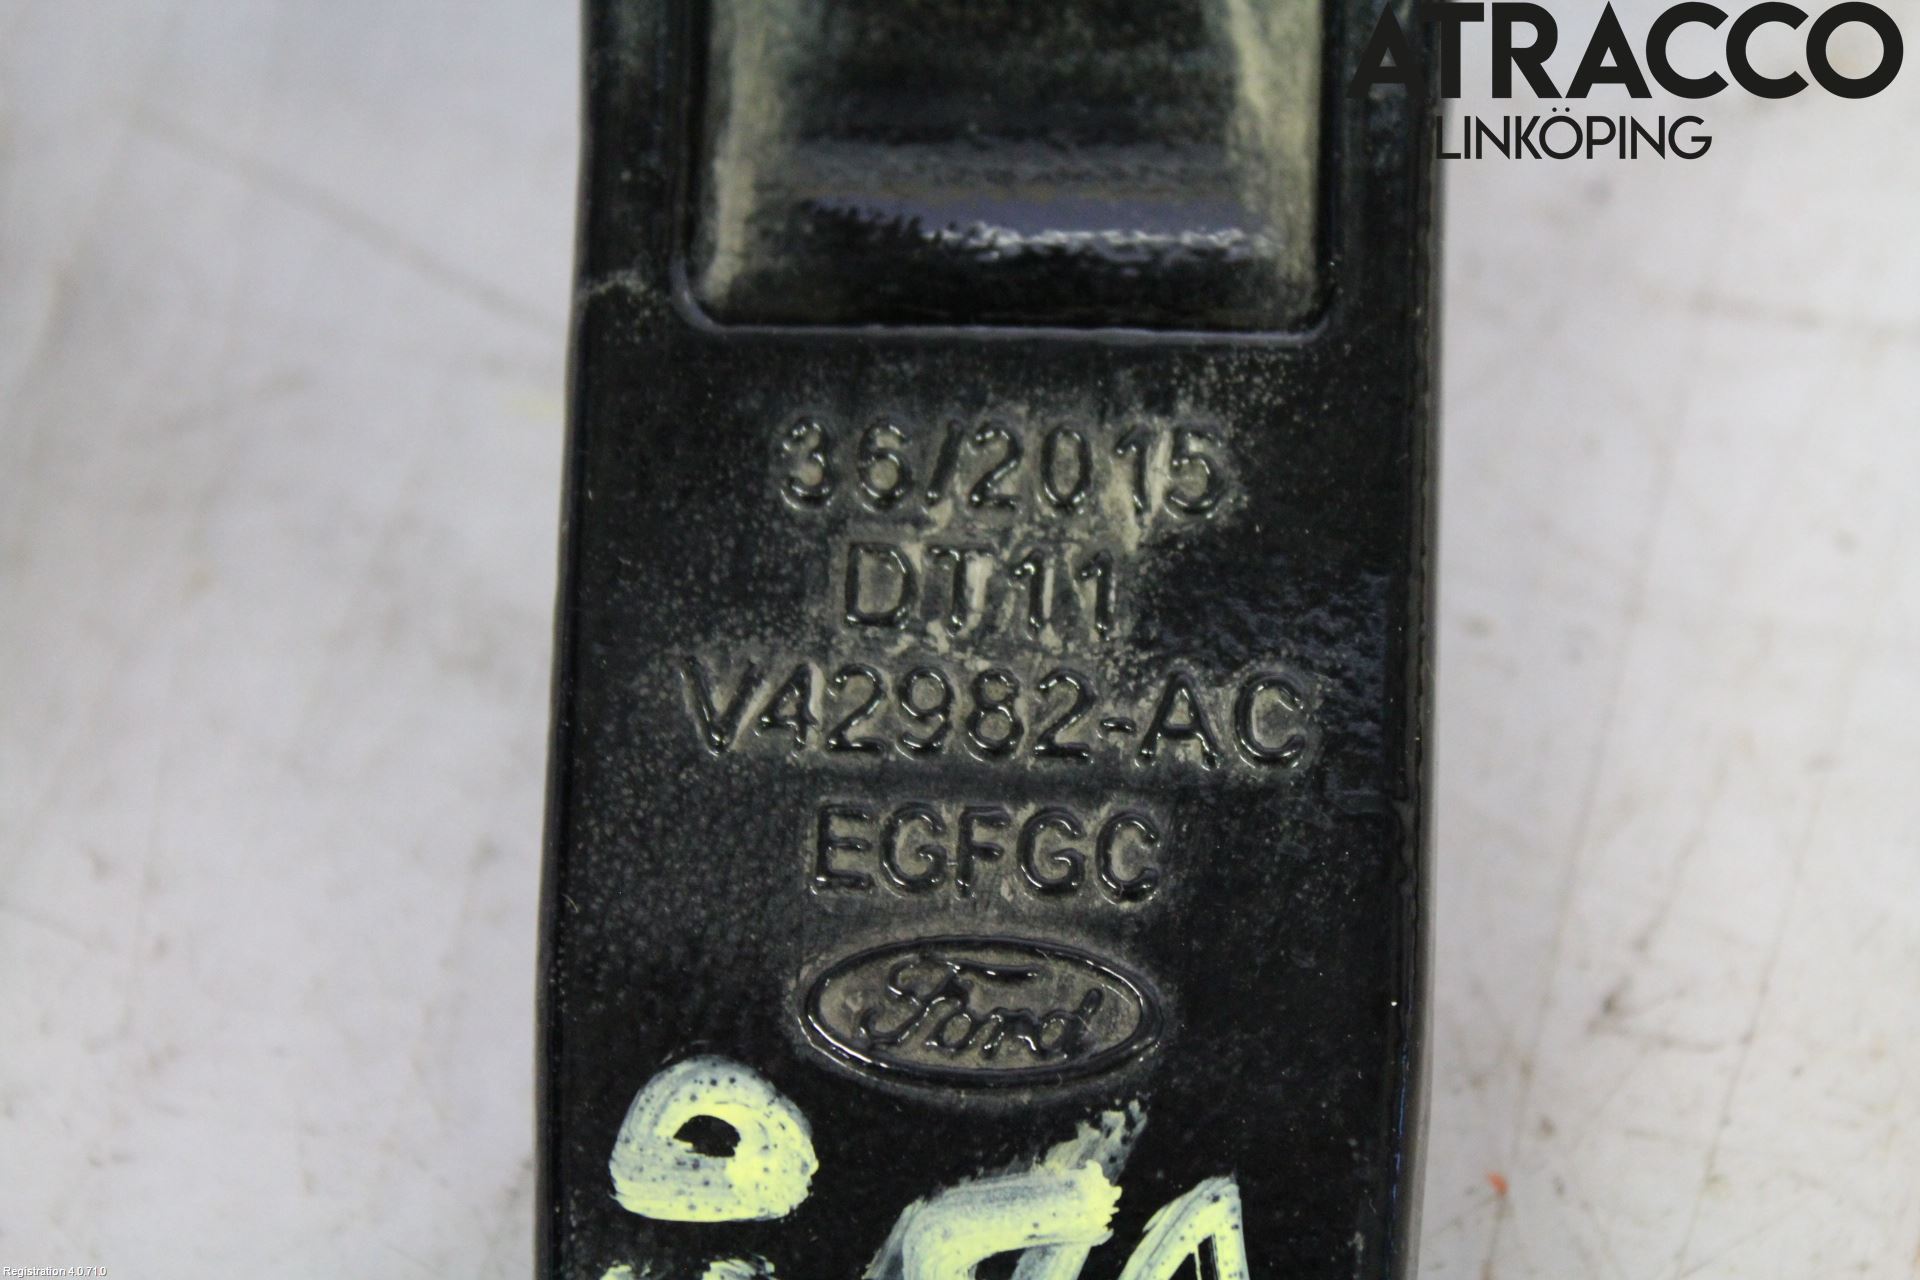 ATRACCO
LINKÖPING
36/2015
DT11
V42982-AC
EGFGC
Ford
Registration 4.0.71.0